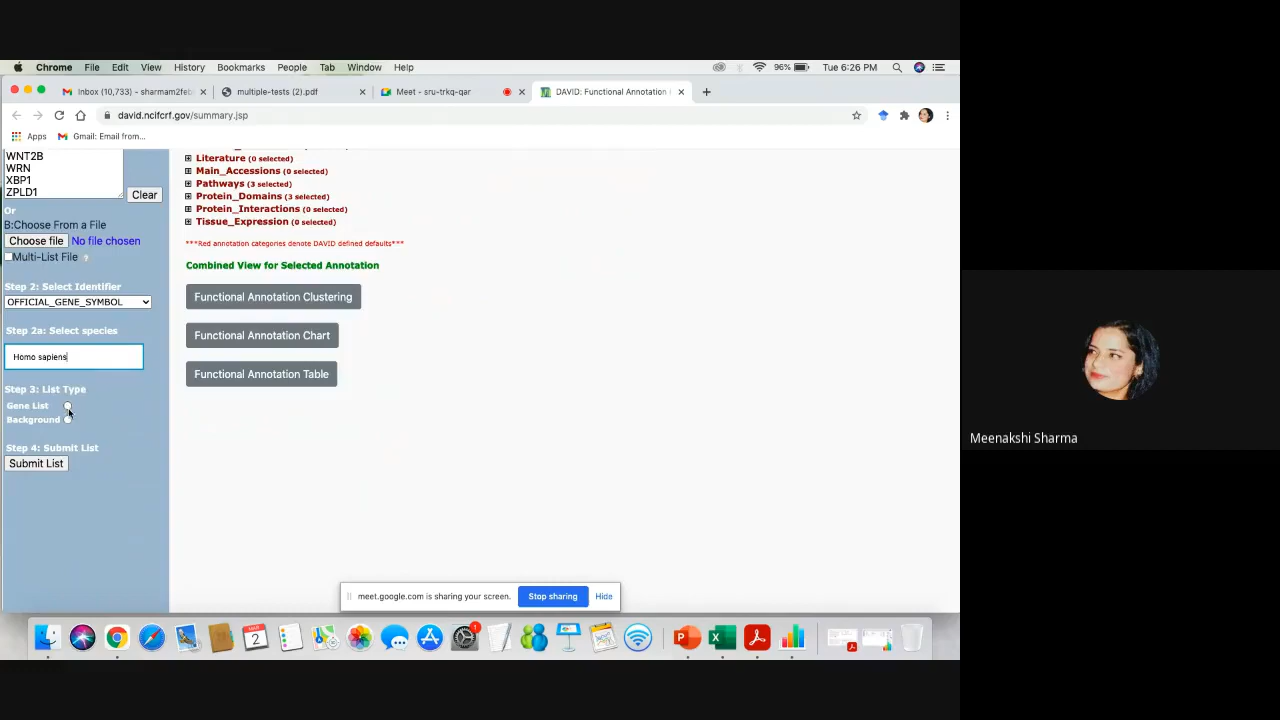 Chrome File Edit View History Bookmarks People Tab Window Help 96% Tue 6:26 PM
Inbox (10,733) - sharmam2feb
multiple-tests (2).pdf
Meet - sru-trkq-qar
DAVID: Functional Annotation
david.ncifcrf.gov/summary.jsp
Apps Gmail: Email from...
WNT2B
WRN
XBP1
ZPLD1
Clear
Or
B:Choose From a File
Choose file No file chosen
Multi-List File ?
Step 2: Select Identifier
OFFICIAL_GENE_SYMBOL
Step 2a: Select species
Homo sapiens
Step 3: List Type
Gene List
Background
Step 4: Submit List
Submit List
Literature (0 selected)
Main_Accessions (0 selected)
Pathways (3 selected)
Protein_Domains (3 selected)
Protein_Interactions (0 selected)
Tissue_Expression (0 selected)
***Red annotation categories denote DAVID defined defaults***
Combined View for Selected Annotation
Functional Annotation Clustering
Functional Annotation Chart
Functional Annotation Table
meet.google.com is sharing your screen. Stop sharing Hide
MAR
2
1
Meenakshi Sharma